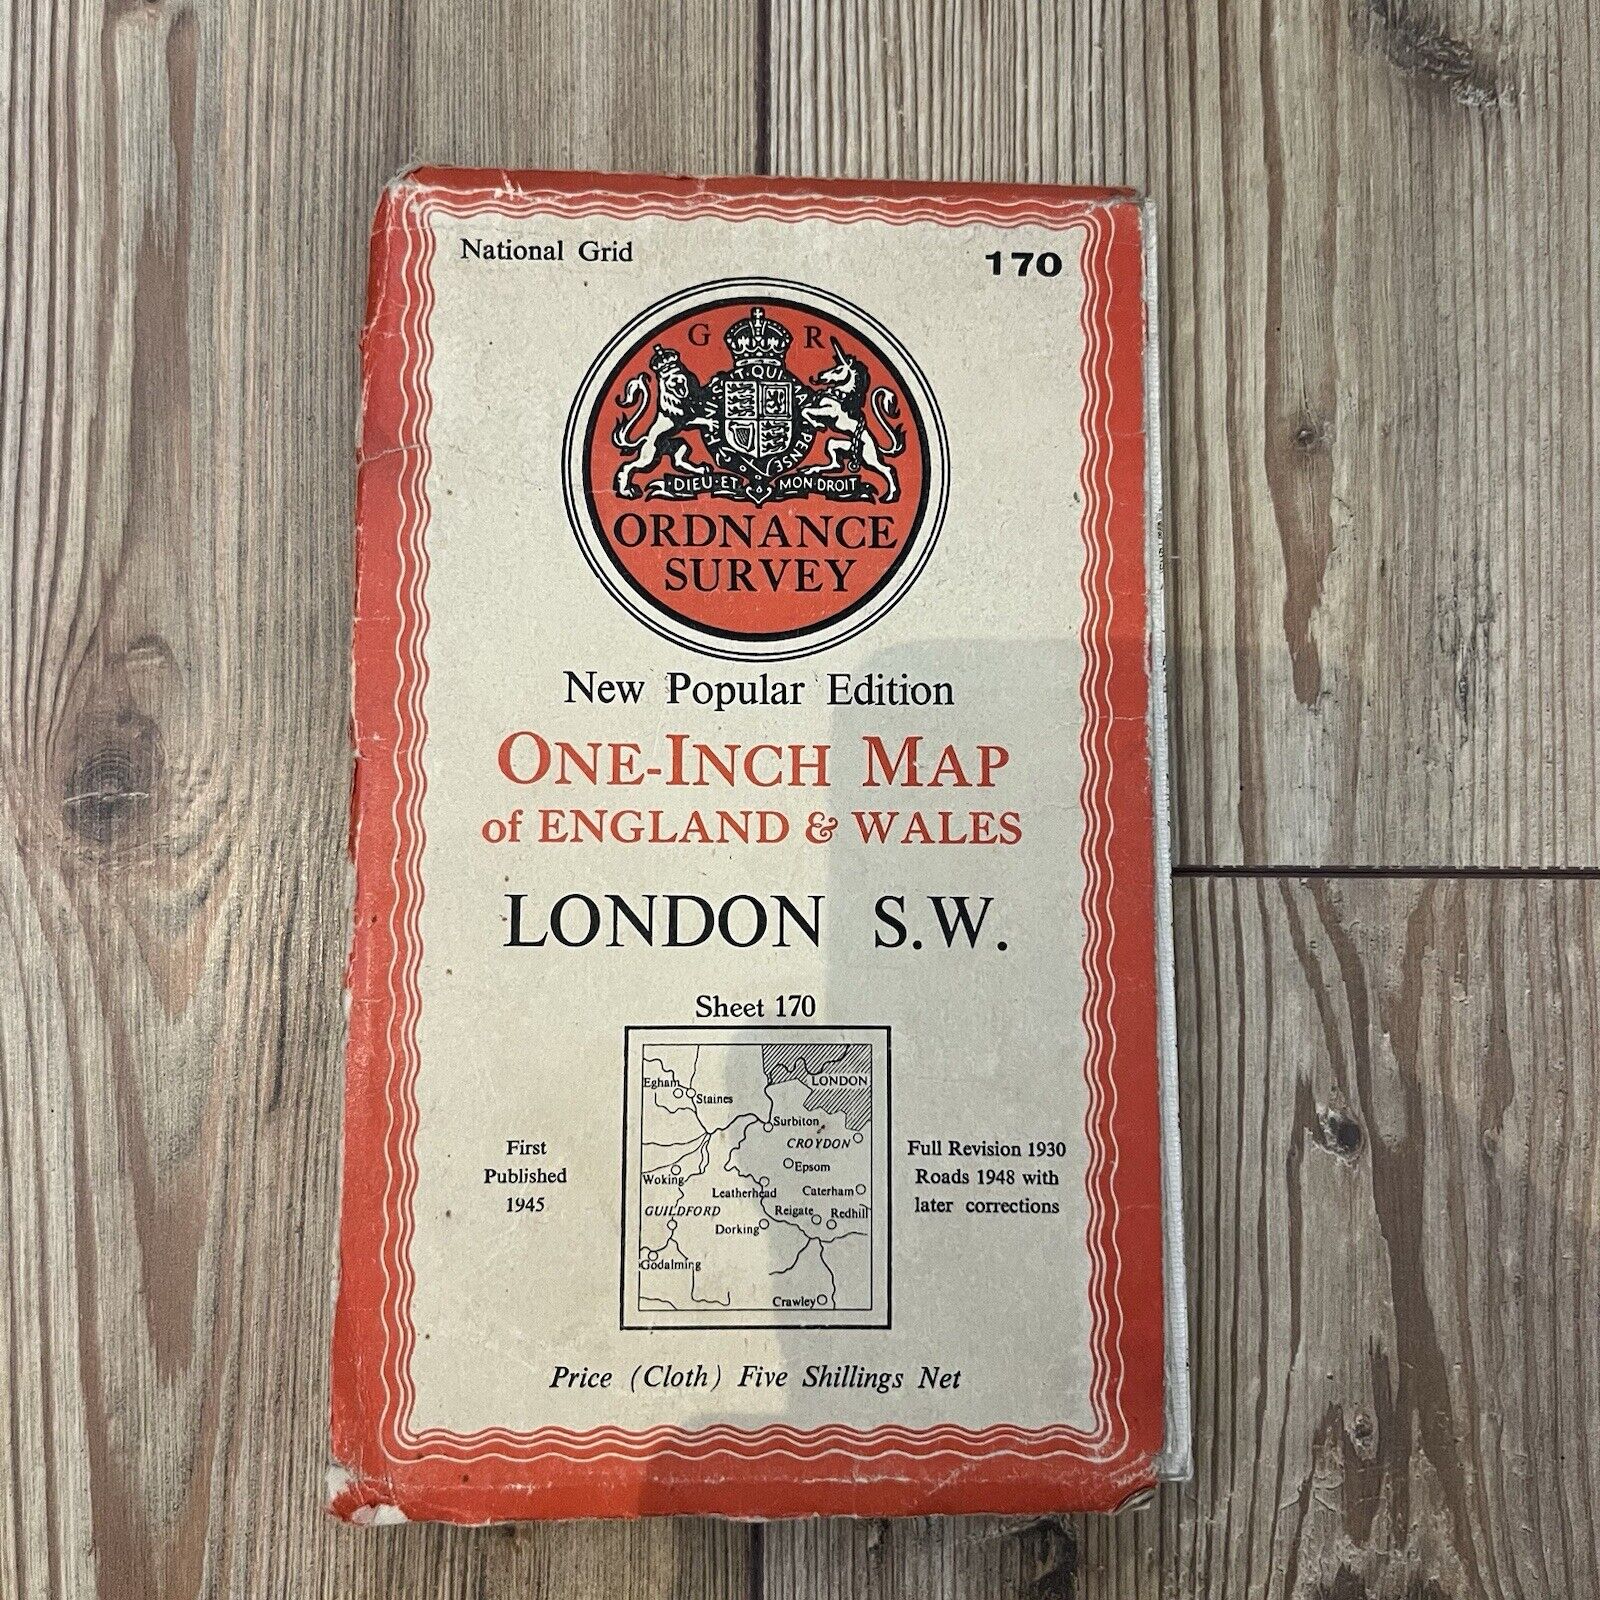 National Grid
170
G R
DIEU·ET MON·DROIT
ORDNANCE
SURVEY
New Popular Edition
ONE-INCH MAP
of ENGLAND & WALES
LONDON S.W.
Sheet 170
Egham
Staines
LONDON
Surbiton
CROYDON
Epsom
Woking
Leatherhead
Caterham
GUILDFORD
Reigate
Redhill
Dorking
Godalming
Crawley
First
Published
1945
Full Revision 1930
Roads 1948 with
later corrections
Price (Cloth) Five Shillings Net